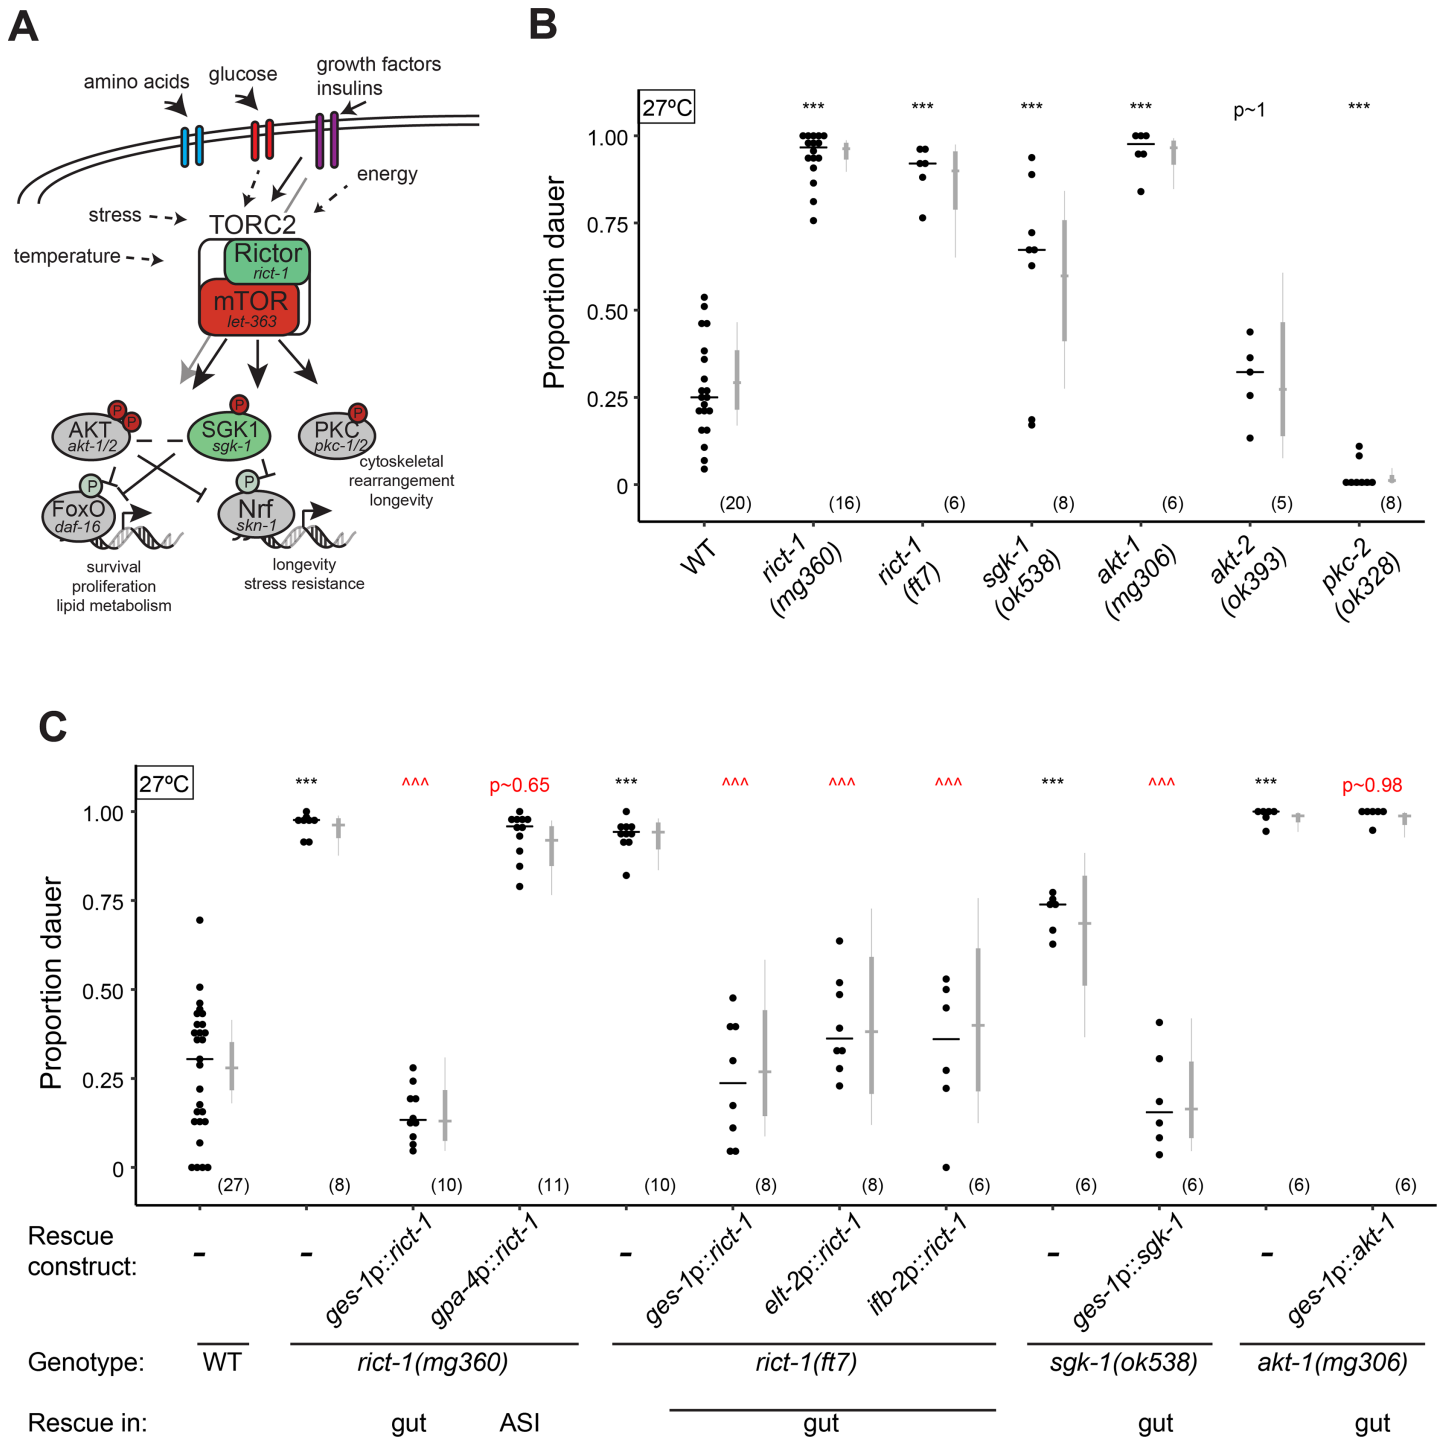 A
amino acids
glucose
growth factors
insulins
energy
stress
temperature
TORC2
Rictor
rict-1
mTOR
let-363
P
P
P
P
AKT
akt-1/2
SGK1
sgk-1
PKC
pkc-1/2
cytoskeletal
rearrangement
longevity
P
P
FoxO
daf-16
Nrf
skn-1
survival
proliferation
lipid metabolism
longevity
stress resistance
B
27ºC
*** *** *** *** p~1 ***
Proportion dauer
1.00
0.75
0.50
0.25
0
(20) (16) (6) (8) (6) (5) (8)
WT
rict-1
(mg360)
rict-1
(ft7)
sgk-1
(ok538)
akt-1
(mg306)
akt-2
(ok393)
pkc-2
(ok328)
C
27ºC
*** ^^^ p~0.65 *** ^^^ ^^^ ^^^ *** ^^^ *** p~0.98
Proportion dauer
1.00
0.75
0.50
0.25
0
(27) (8) (10) (11) (10) (8) (8) (6) (6) (6) (6) (6)
Rescue
construct:
–
–
ges-1p::rict-1
gpa-4p::rict-1
–
ges-1p::rict-1
elt-2p::rict-1
ifb-2p::rict-1
–
ges-1p::sgk-1
–
ges-1p::akt-1
Genotype: WT rict-1(mg360) rict-1(ft7) sgk-1(ok538) akt-1(mg306)
Rescue in: gut ASI gut gut gut